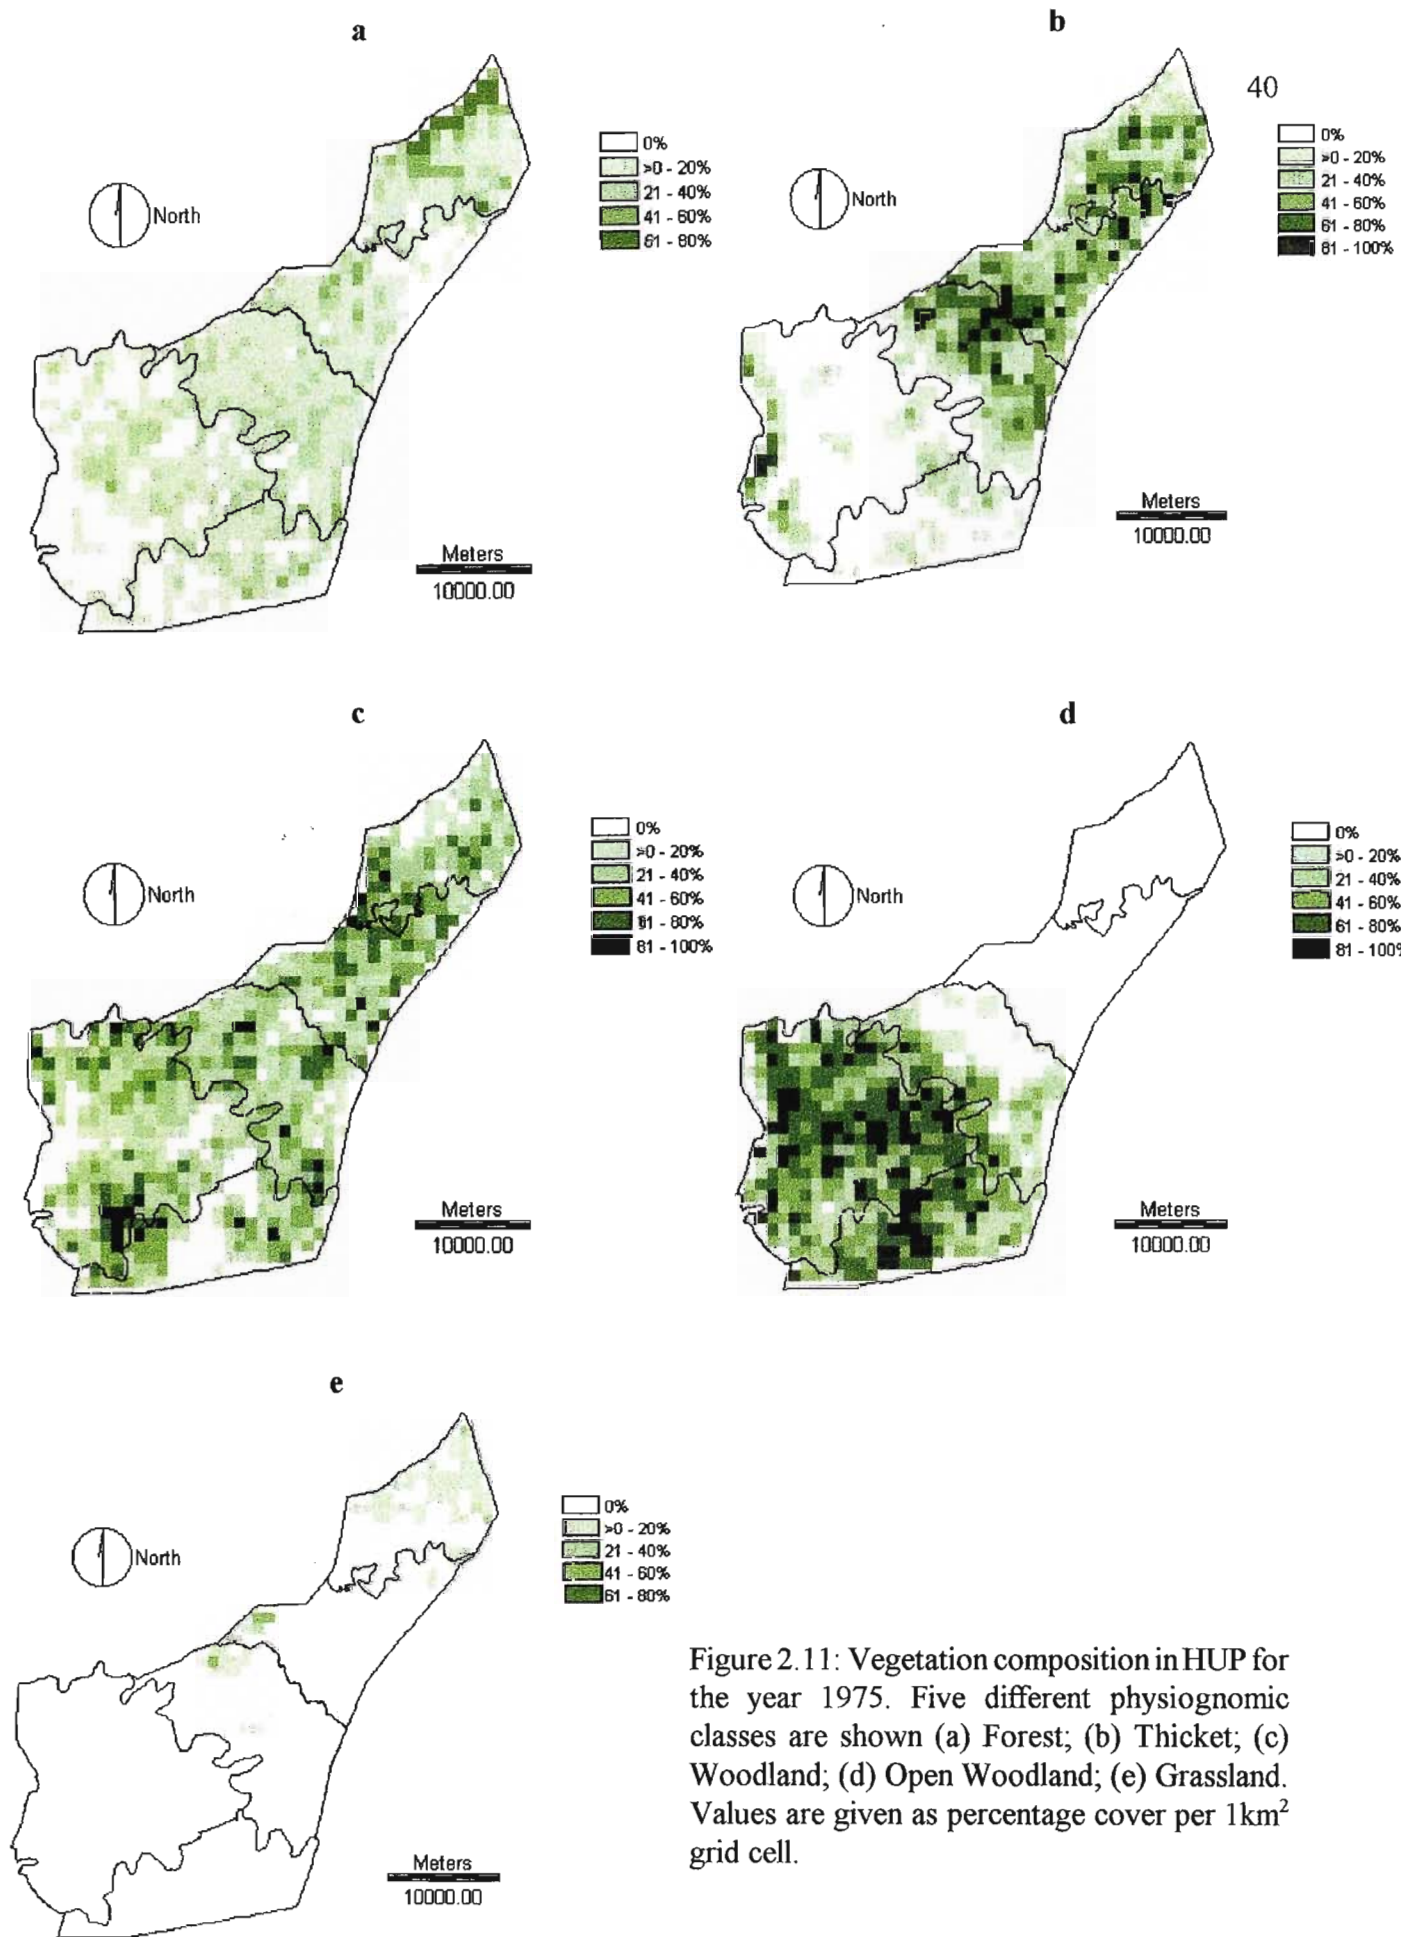 a
b
40
0%
>0 - 20%
21 - 40%
41 - 60%
61 - 80%
0%
>0 - 20%
21 - 40%
41 - 60%
61 - 80%
81 - 100%
North
North
Meters
10000.00
Meters
10000.00
c
d
0%
>0 - 20%
21 - 40%
41 - 60%
61 - 80%
81 - 100%
0%
>0 - 20%
21 - 40%
41 - 60%
61 - 80%
81 - 100%
North
North
Meters
10000.00
Meters
10000.00
e
0%
>0 - 20%
21 - 40%
41 - 60%
61 - 80%
North
Meters
10000.00
Figure 2.11: Vegetation composition in HUP for
the year 1975. Five different physiognomic
classes are shown (a) Forest; (b) Thicket; (c)
Woodland; (d) Open Woodland; (e) Grassland.
Values are given as percentage cover per 1km²
grid cell.